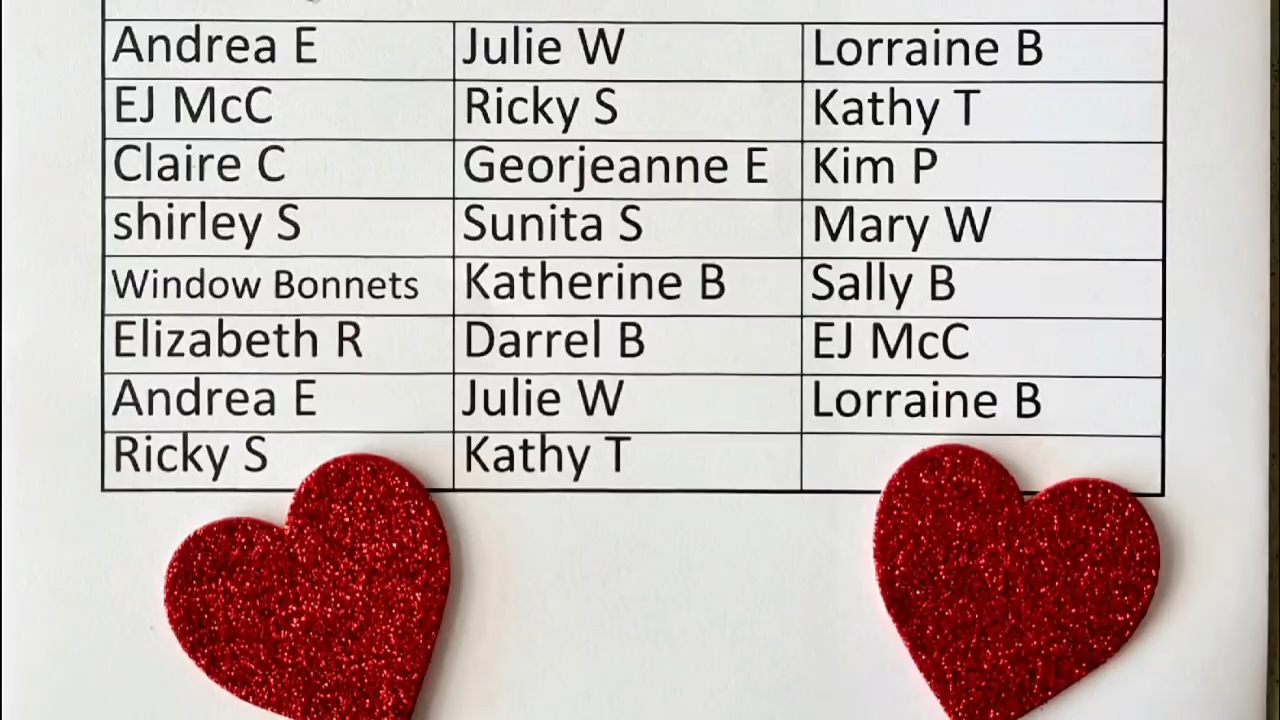 Andrea E Julie W Lorraine B
EJ McC Ricky S Kathy T
Claire C Georjeanne E Kim P
shirley S Sunita S Mary W
Window Bonnets Katherine B Sally B
Elizabeth R Darrel B EJ McC
Andrea E Julie W Lorraine B
Ricky S Kathy T